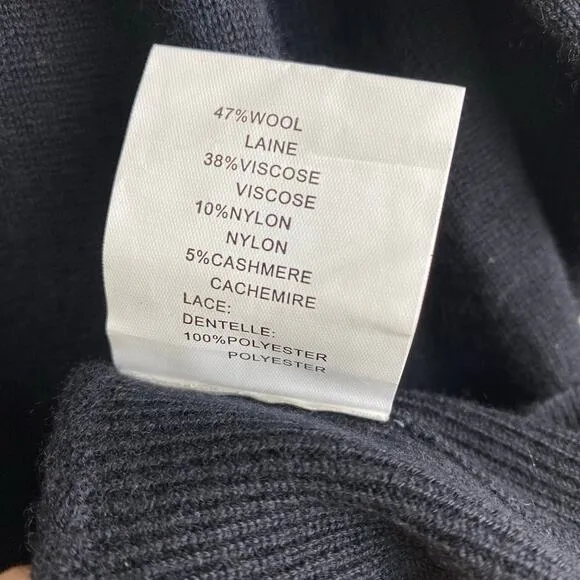 47%WOOL
LAINE
38%VISCOSE
VISCOSE
10%NYLON
NYLON
5%CASHMERE
CACHEMIRE
LACE:
DENTELLE:
100%POLYESTER
POLYESTER